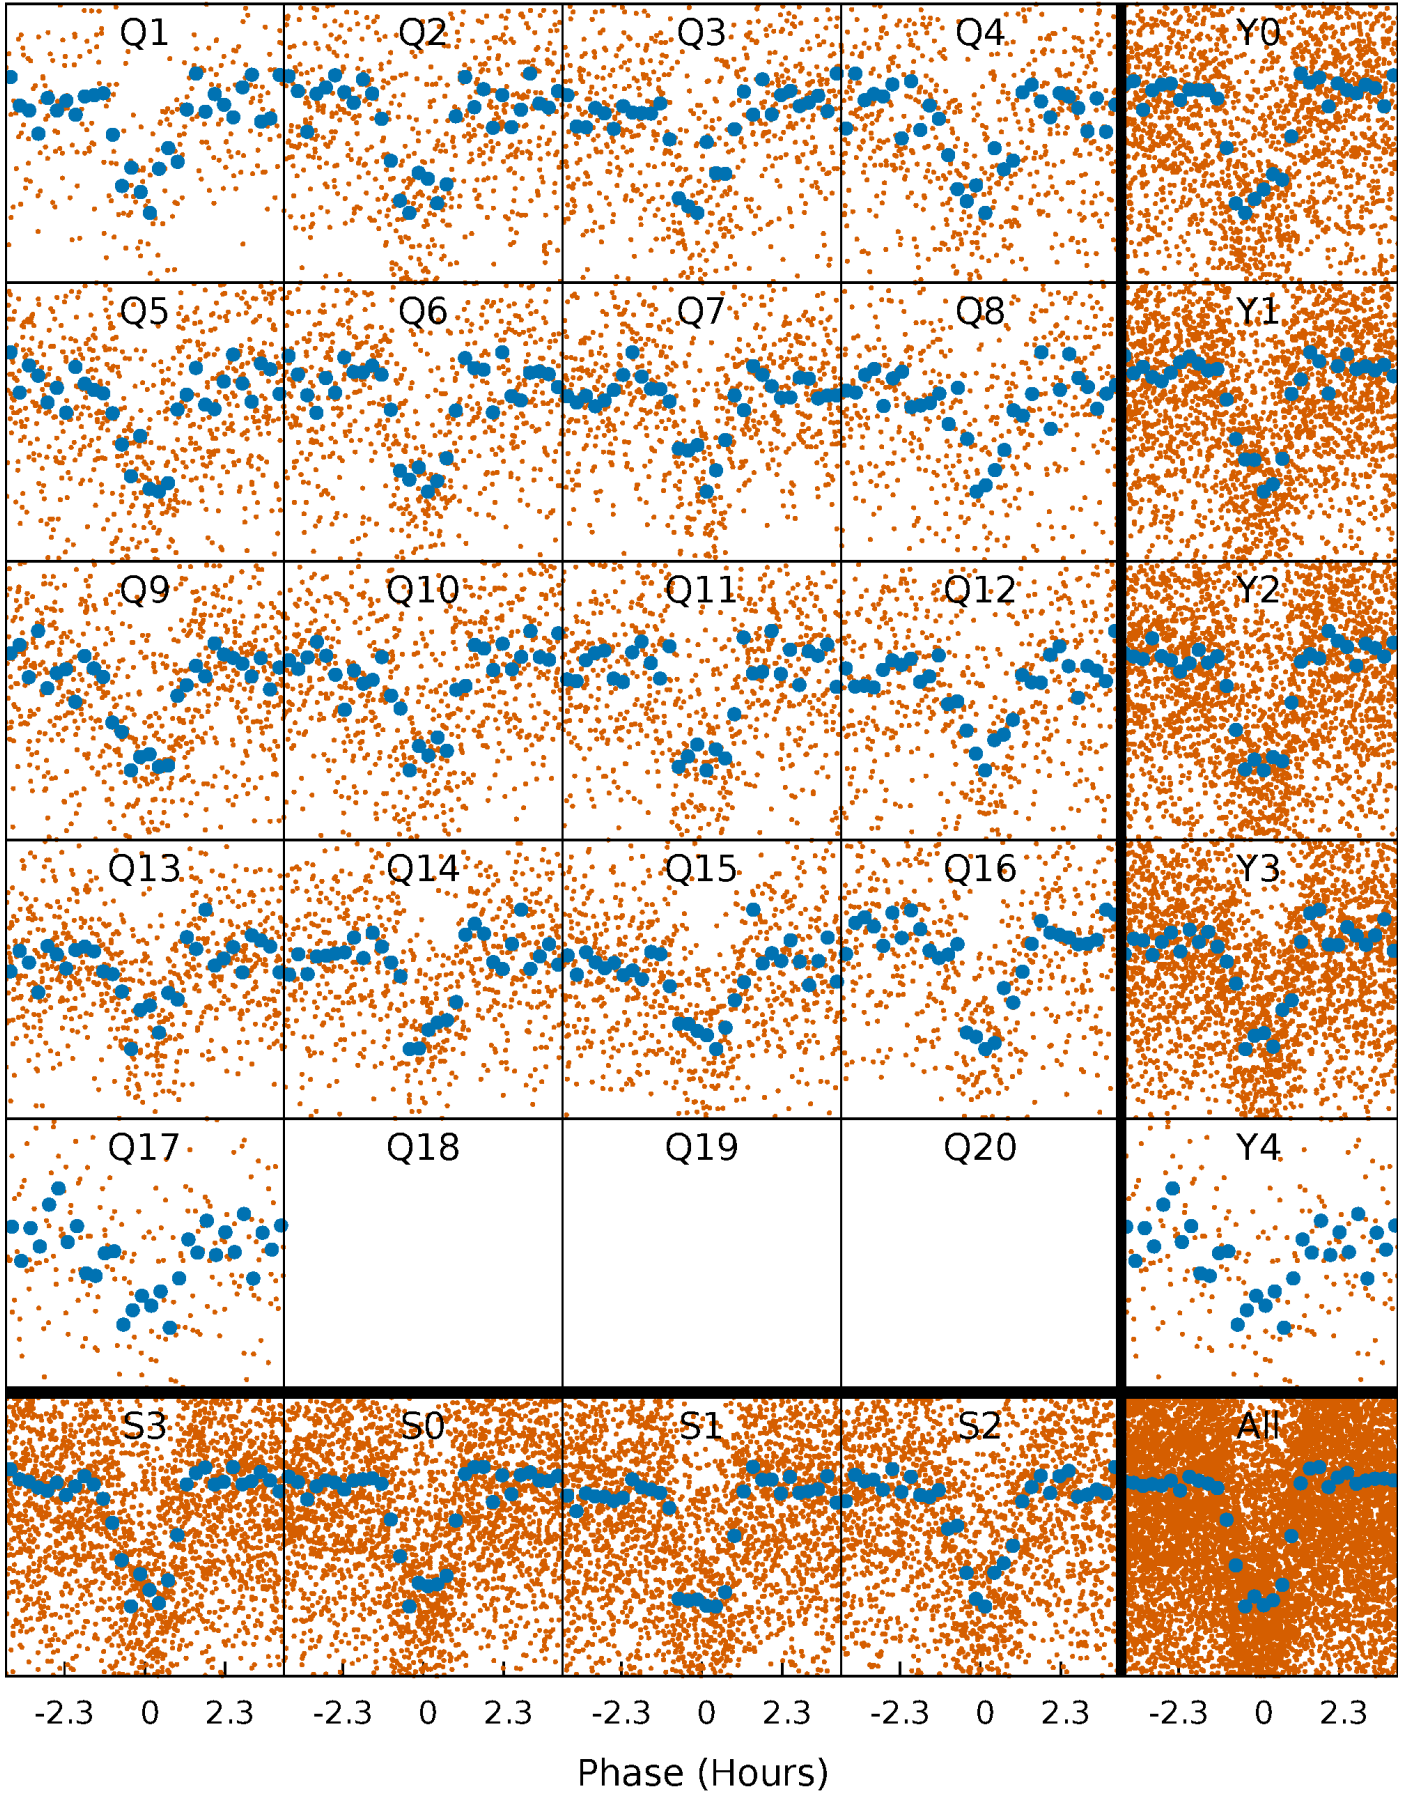 Q1 Q2 Q3 Q4 Y0
Q5 Q6 Q7 Q8 Y1
Q9 Q10 Q11 Q12 Y2
Q13 Q14 Q15 Q16 Y3
Q17 Q18 Q19 Q20 Y4
S3 S0 S1 S2 All
-2.3 0 2.3 -2.3 0 2.3 -2.3 0 2.3 -2.3 0 2.3 -2.3 0 2.3
Phase (Hours)